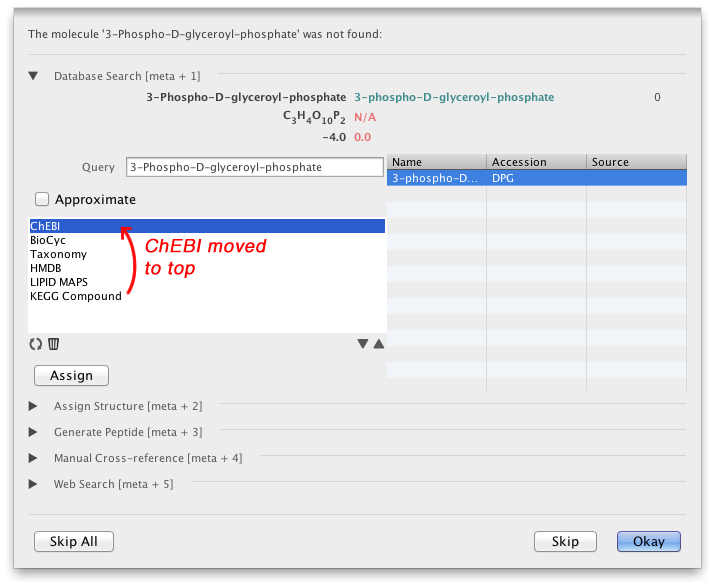 The molecule '3-Phospho-D-glyceroyl-phosphate' was not found:
Database Search [meta + 1]
3-Phospho-D-glyceroyl-phosphate 3-phospho-D-glyceroyl-phosphate 0
C3H4O10P2 N/A
-4.0 0.0
Query 3-Phospho-D-glyceroyl-phosphate
Approximate
ChEBI
BioCyc
Taxonomy
HMDB
LIPID MAPS
KEGG Compound
ChEBI moved
to top
Name Accession Source
3-phospho-D... DPG
Assign
Assign Structure [meta + 2]
Generate Peptide [meta + 3]
Manual Cross-reference [meta + 4]
Web Search [meta + 5]
Skip All Skip Okay